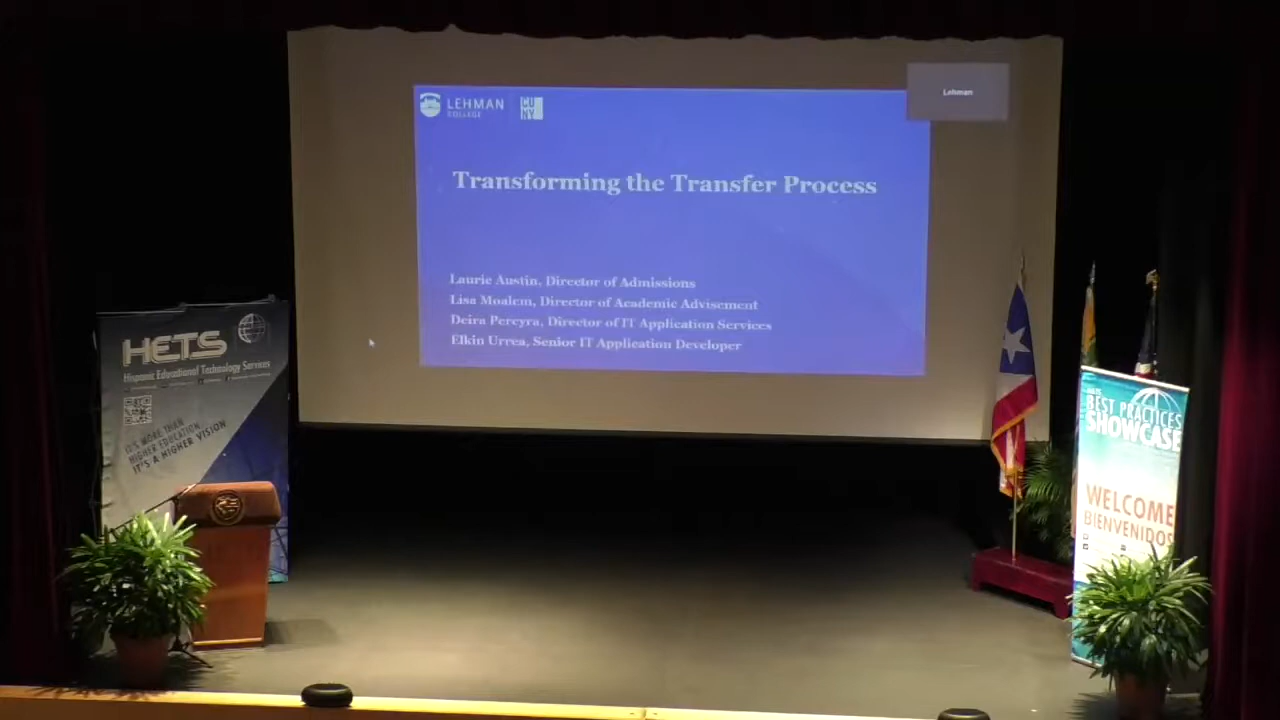 LEHMAN
COLLEGE
CU
NY
Lehman
Transforming the Transfer Process
Laurie Austin, Director of Admissions
Lisa Moalem, Director of Academic Advisement
Deira Pereyra, Director of IT Application Services
Elkin Urrea, Senior IT Application Developer
HETS
Hispanic Educational Technology Services
IT'S MORE THAN
HIGHER EDUCATION,
IT'S A HIGHER VISION
BEST PRACTICES
SHOWCASE
WELCOME
BIENVENIDOS